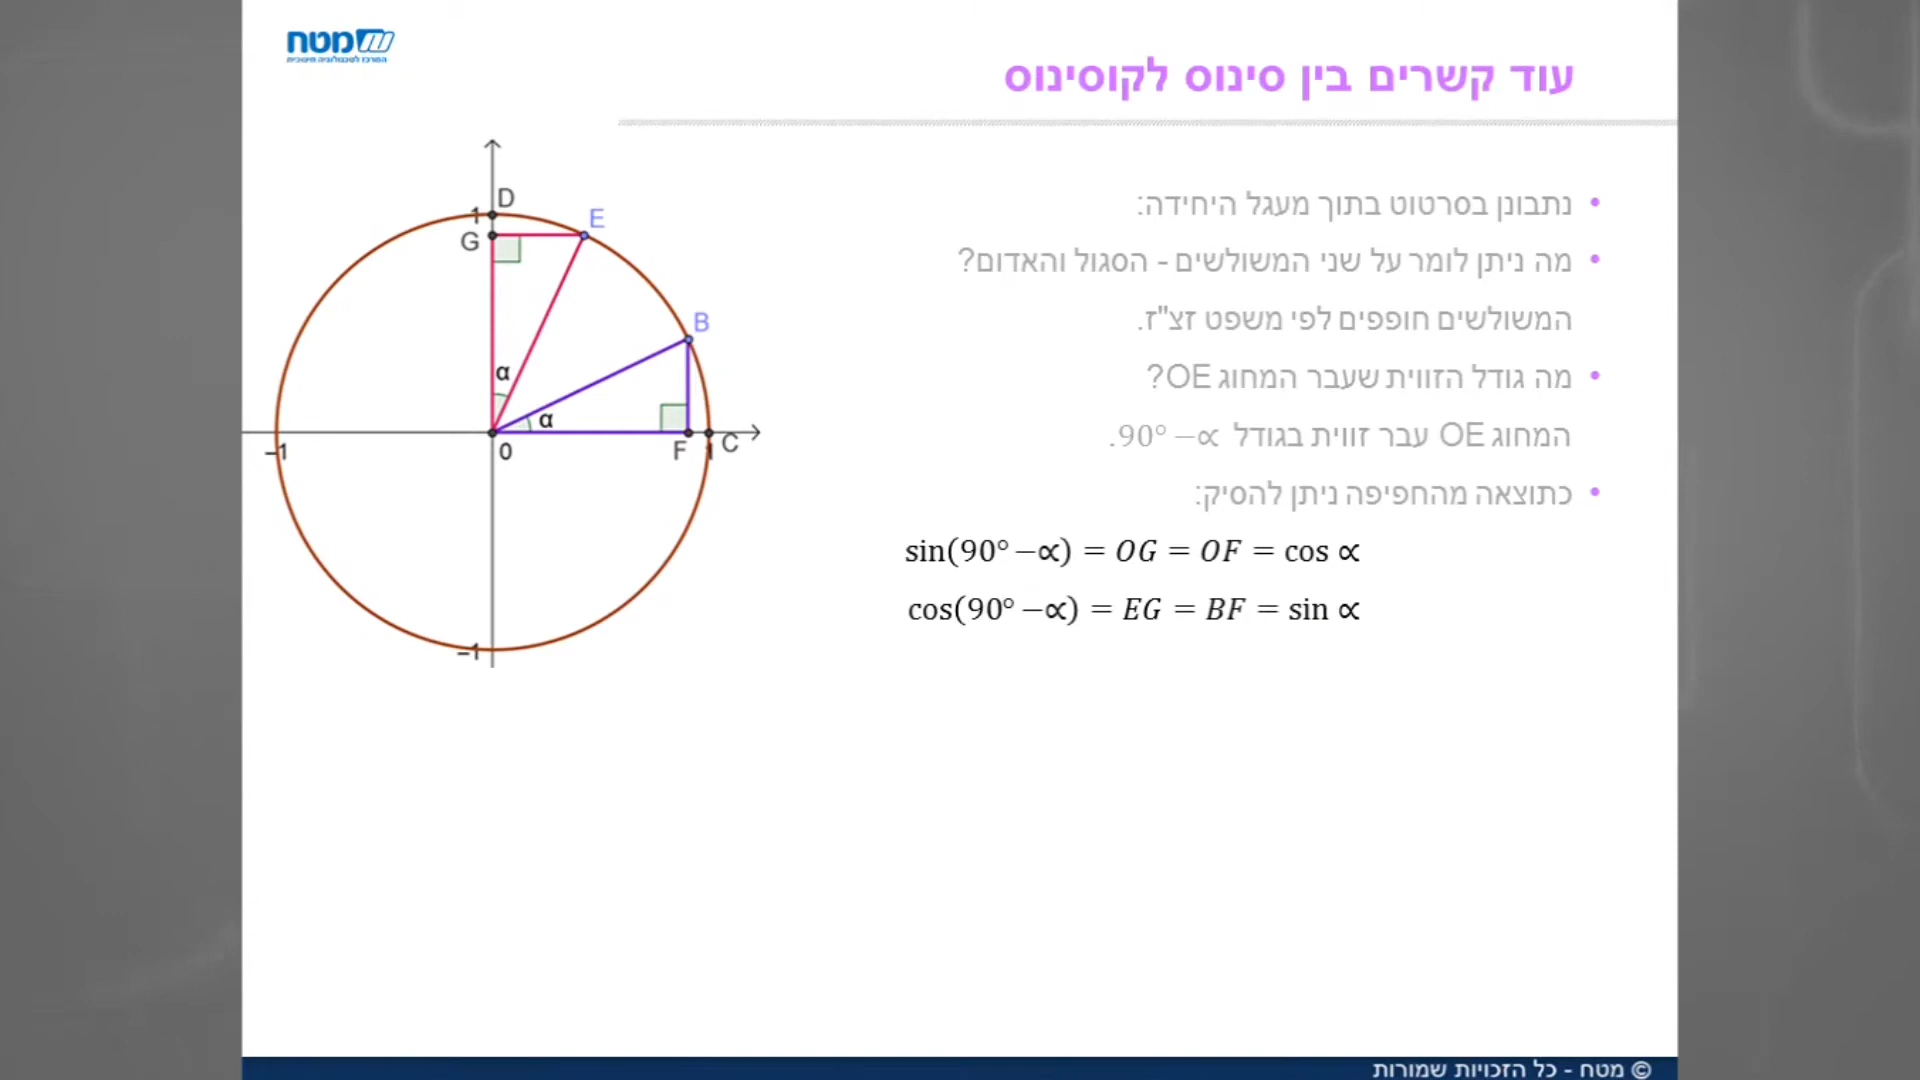 מטח
המרכז לטכנולוגיה חינוכית
עוד קשרים בין סינוס לקוסינוס
• נתבונן בסרטוט בתוך מעגל היחידה:
• מה ניתן לומר על שני המשולשים - הסגול והאדום?
המשולשים חופפים לפי משפט זצ"ז.
• מה גודל הזווית שעבר המחוג OE?
המחוג OE עבר זווית בגודל 90° −∝.
• כתוצאה מהחפיפה ניתן להסיק:
sin(90° −∝) = OG = OF = cos ∝
cos(90° −∝) = EG = BF = sin ∝
D
1
E
G
B
α
α
−1
0
F
1
C
−1
© מטח - כל הזכויות שמורות